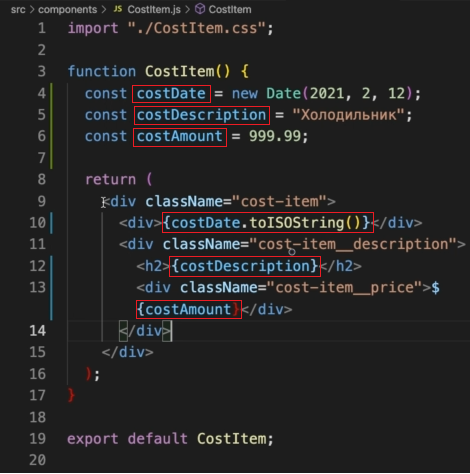 src > components > JS CostItem.js > CostItem
1 import "./CostItem.css";
2
3 function CostItem() {
4 const costDate = new Date(2021, 2, 12);
5 const costDescription = "Холодильник";
6 const costAmount = 999.99;
7
8 return (
9 <div className="cost-item">
10 <div>{costDate.toISOString()}</div>
11 <div className="cost-item__description">
12 <h2>{costDescription}</h2>
13 <div className="cost-item__price">$
{costAmount}</div>
14 </div>
15 </div>
16 );
17 }
18
19 export default CostItem;
20